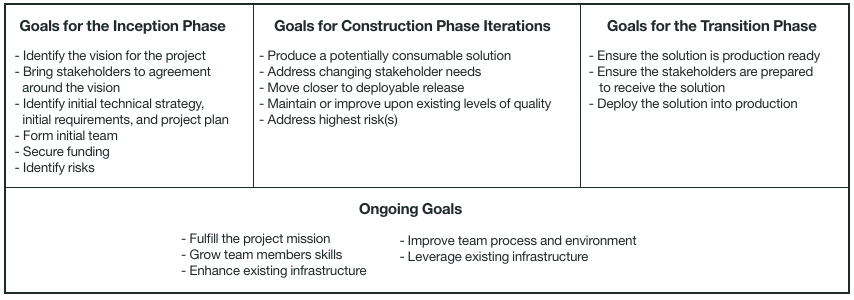 Goals for the Inception Phase
- Identify the vision for the project
- Bring stakeholders to agreement
around the vision
- Identify initial technical strategy,
initial requirements, and project plan
- Form initial team
- Secure funding
- Identify risks
Goals for Construction Phase Iterations
- Produce a potentially consumable solution
- Address changing stakeholder needs
- Move closer to deployable release
- Maintain or improve upon existing levels of quality
- Address highest risk(s)
Goals for the Transition Phase
- Ensure the solution is production ready
- Ensure the stakeholders are prepared
to receive the solution
- Deploy the solution into production
Ongoing Goals
- Fulfill the project mission
- Grow team members skills
- Enhance existing infrastructure
- Improve team process and environment
- Leverage existing infrastructure